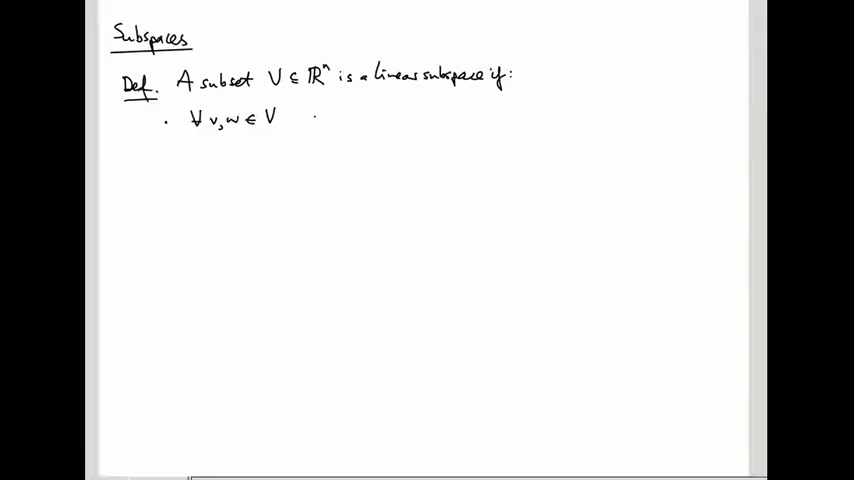 Subspaces
Def. A subset V ⊆ ℝⁿ is a linear subspace if:
· ∀ v, w ∈ V